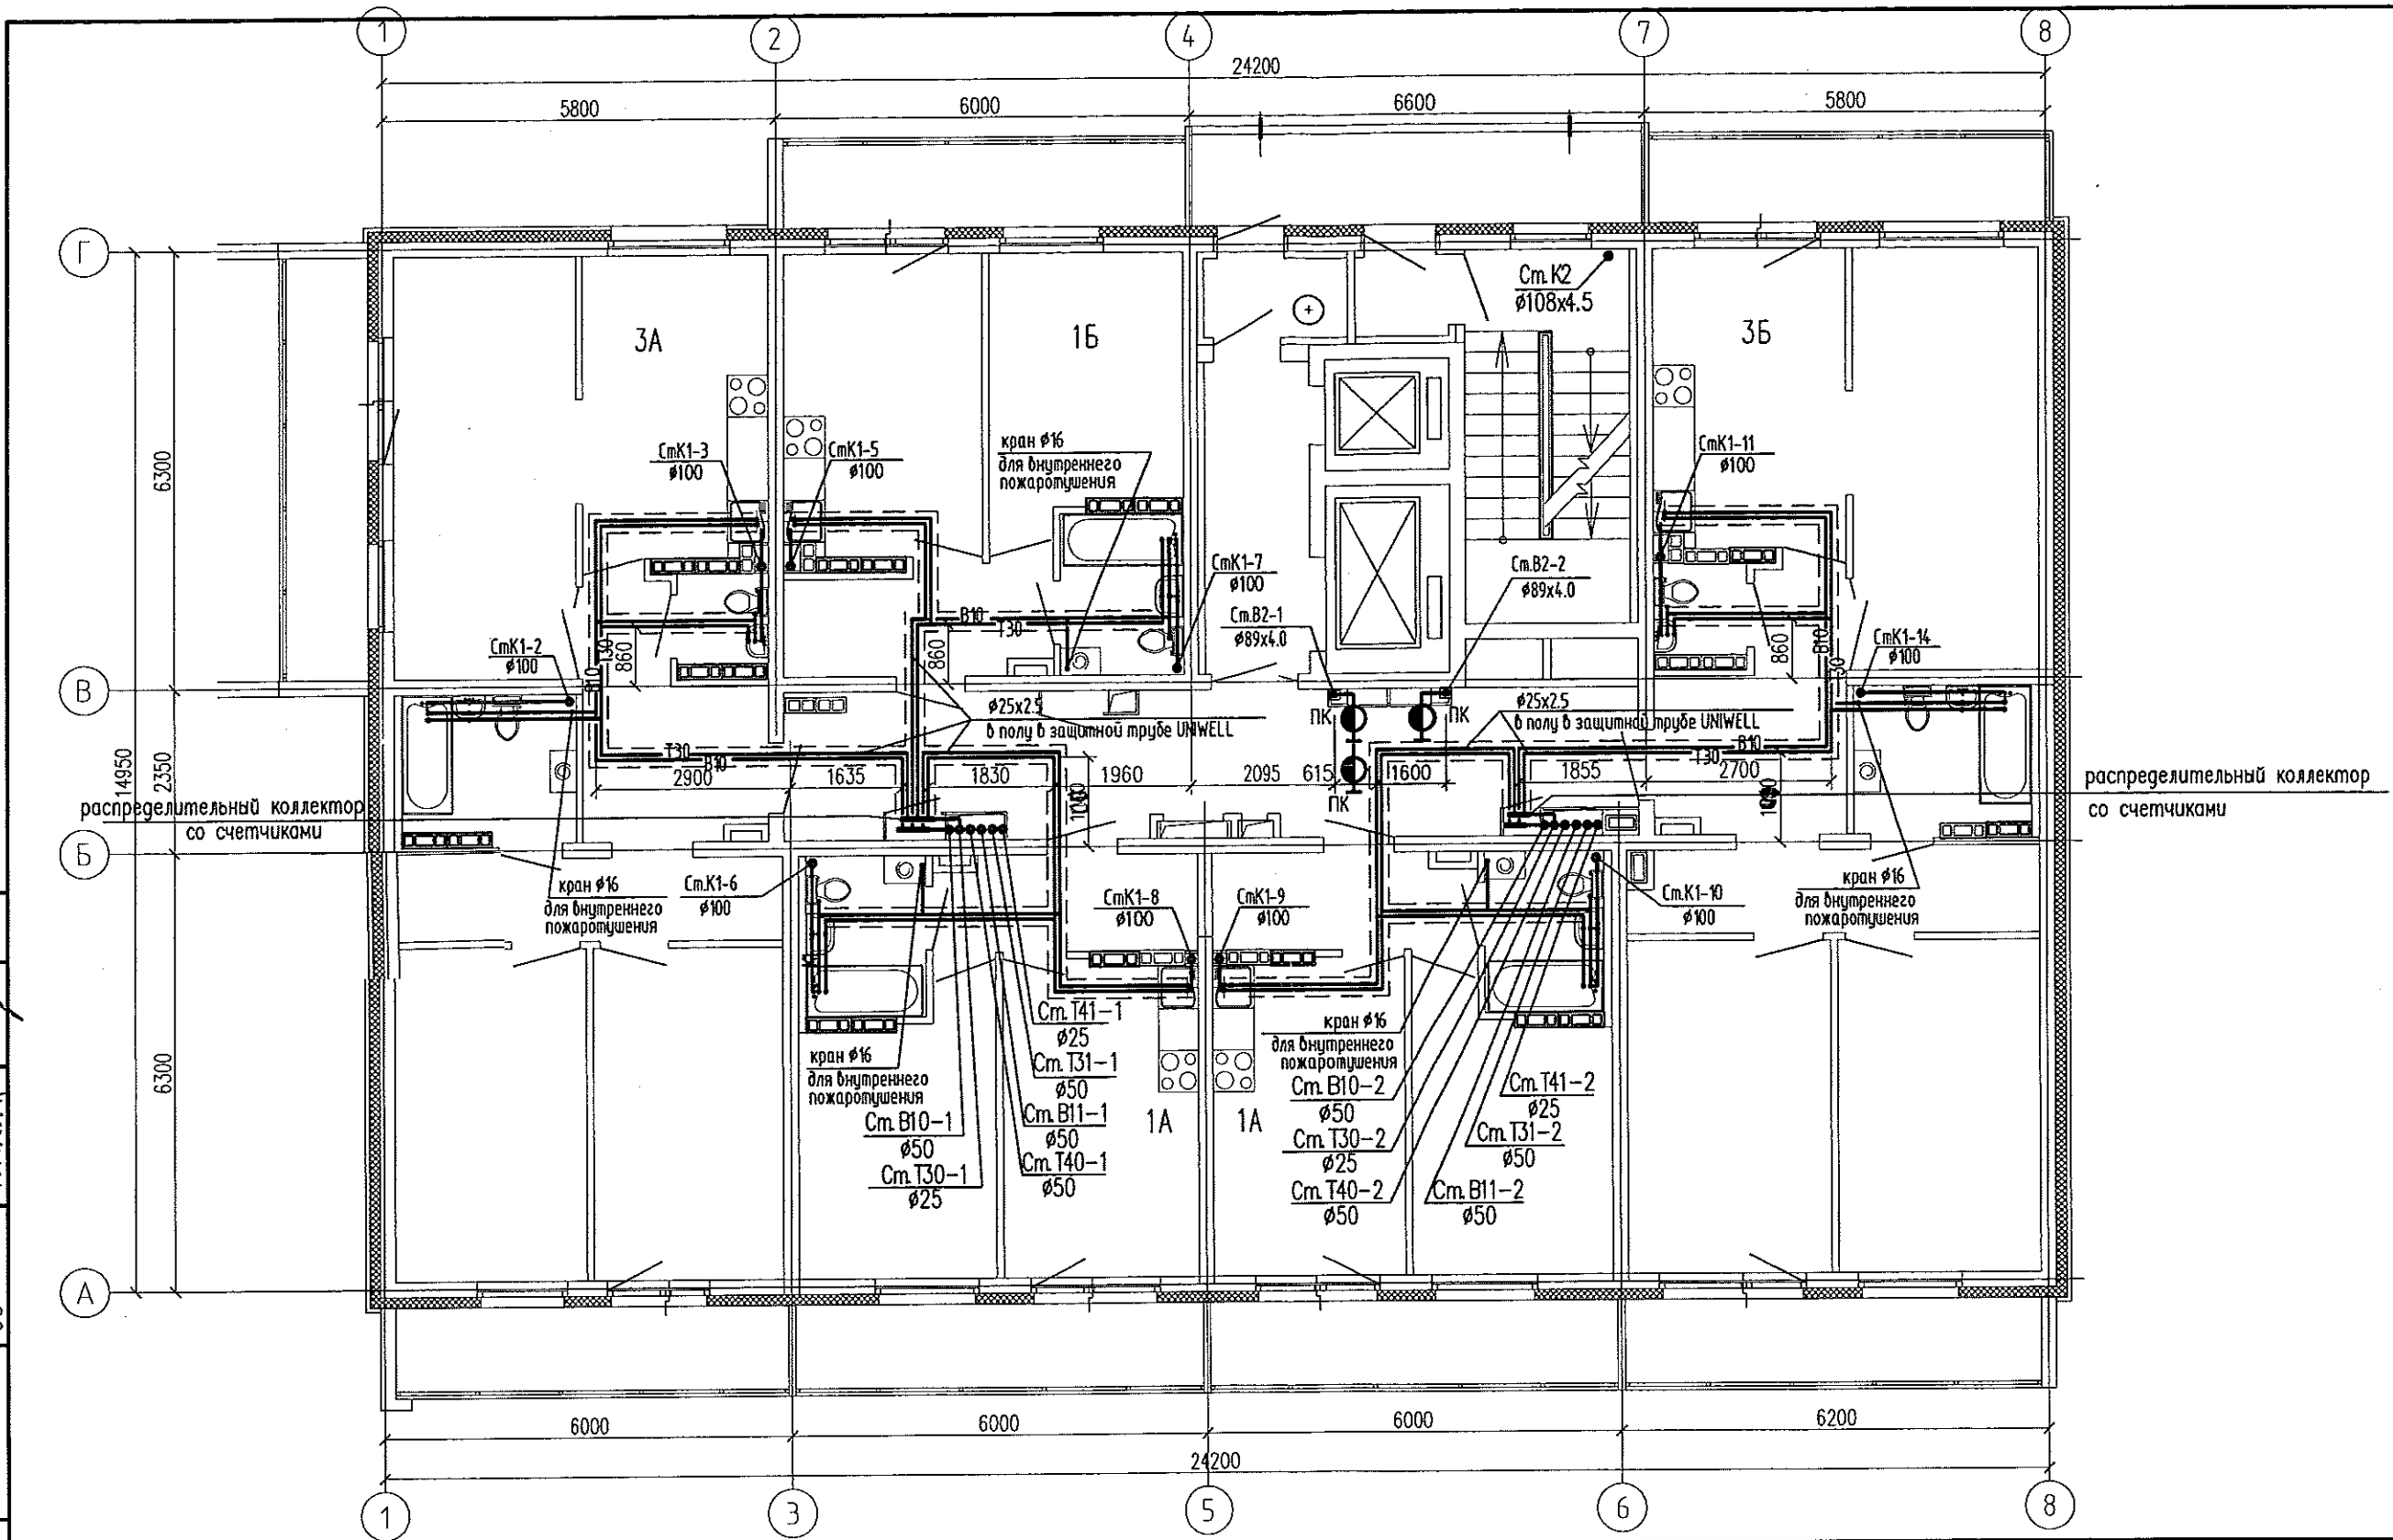 1
2
4
7
8
24200
5800
6000
6600
5800
Г
Ст. К2
ø108х4.5
3А
1Б
3Б
6300
СтК1-3
ø100
СтК1-5
ø100
кран ø16
для внутреннего
пожаротушения
СтК1-11
ø100
СтК1-7
ø100
Ст.В2-2
ø89х4.0
Ст.В2-1
ø89х4.0
В10
Т30
СтК1-2
ø100
Т30
В10
860
860
В10
Т30
860
СтК1-14
ø100
В
ø25х2.5
в полу в защитной трубе UNIWELL
ПК
ПК
ø25х2.5
в полу в защитной трубе UNIWELL
Т30
В10
В10
Т30
14950
2350
2900
1635
1830
1960
2095
615
1600
1855
2700
ПК
распределительный коллектор
со счетчиками
распределительный коллектор
со счетчиками
Б
кран ø16
для внутреннего
пожаротушения
Ст.К1-6
ø100
СтК1-8
ø100
СтК1-9
ø100
Ст.К1-10
ø100
кран ø16
для внутреннего
пожаротушения
6300
кран ø16
для внутреннего
пожаротушения
Ст. Т41-1
ø25
Ст. Т31-1
ø50
Ст. В11-1
ø50
Ст. Т40-1
ø50
Ст. В10-1
ø50
Ст. Т30-1
ø25
1А
1А
кран ø16
для внутреннего
пожаротушения
Ст. В10-2
ø50
Ст. Т30-2
ø25
Ст. Т40-2
ø50
Ст. Т41-2
ø25
Ст. Т31-2
ø50
Ст. В11-2
ø50
А
6000
6000
6000
6200
24200
1
3
5
6
8